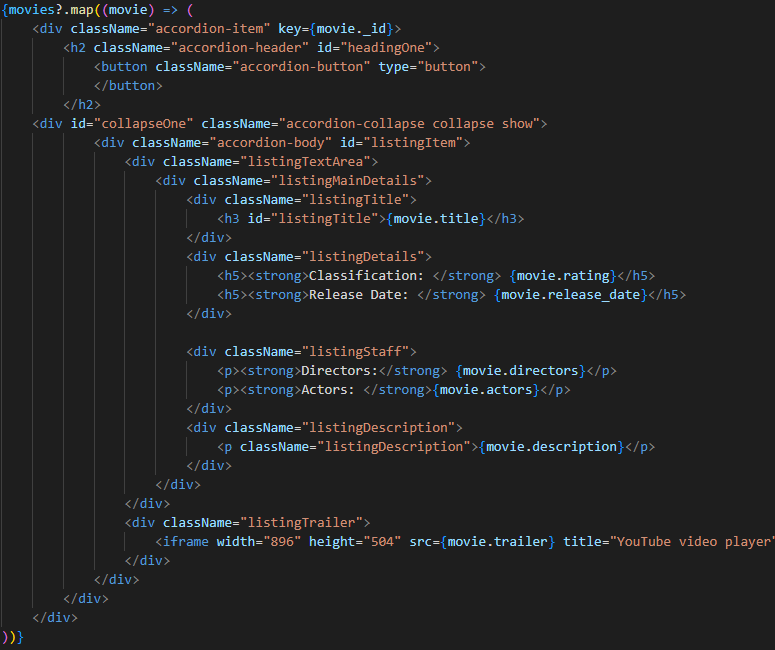 {movies?.map((movie) => (
    <div className="accordion-item" key={movie._id}>
        <h2 className="accordion-header" id="headingOne">
            <button className="accordion-button" type="button">
            </button>
        </h2>
    <div id="collapseOne" className="accordion-collapse collapse show">
            <div className="accordion-body" id="listingItem">
                <div className="listingTextArea">
                    <div className="listingMainDetails">
                        <div className="listingTitle">
                            <h3 id="listingTitle">{movie.title}</h3>
                        </div>
                        <div className="listingDetails">
                            <h5><strong>Classification: </strong> {movie.rating}</h5>
                            <h5><strong>Release Date: </strong> {movie.release_date}</h5>
                        </div>

                        <div className="listingStaff">
                            <p><strong>Directors:</strong> {movie.directors}</p>
                            <p><strong>Actors: </strong>{movie.actors}</p>
                        </div>
                        <div className="listingDescription">
                            <p className="listingDescription">{movie.description}</p>
                        </div>
                    </div>
                </div>
                <div className="listingTrailer">
                    <iframe width="896" height="504" src={movie.trailer} title="YouTube video player"
                </div>
            </div>
        </div>
    </div>
))}